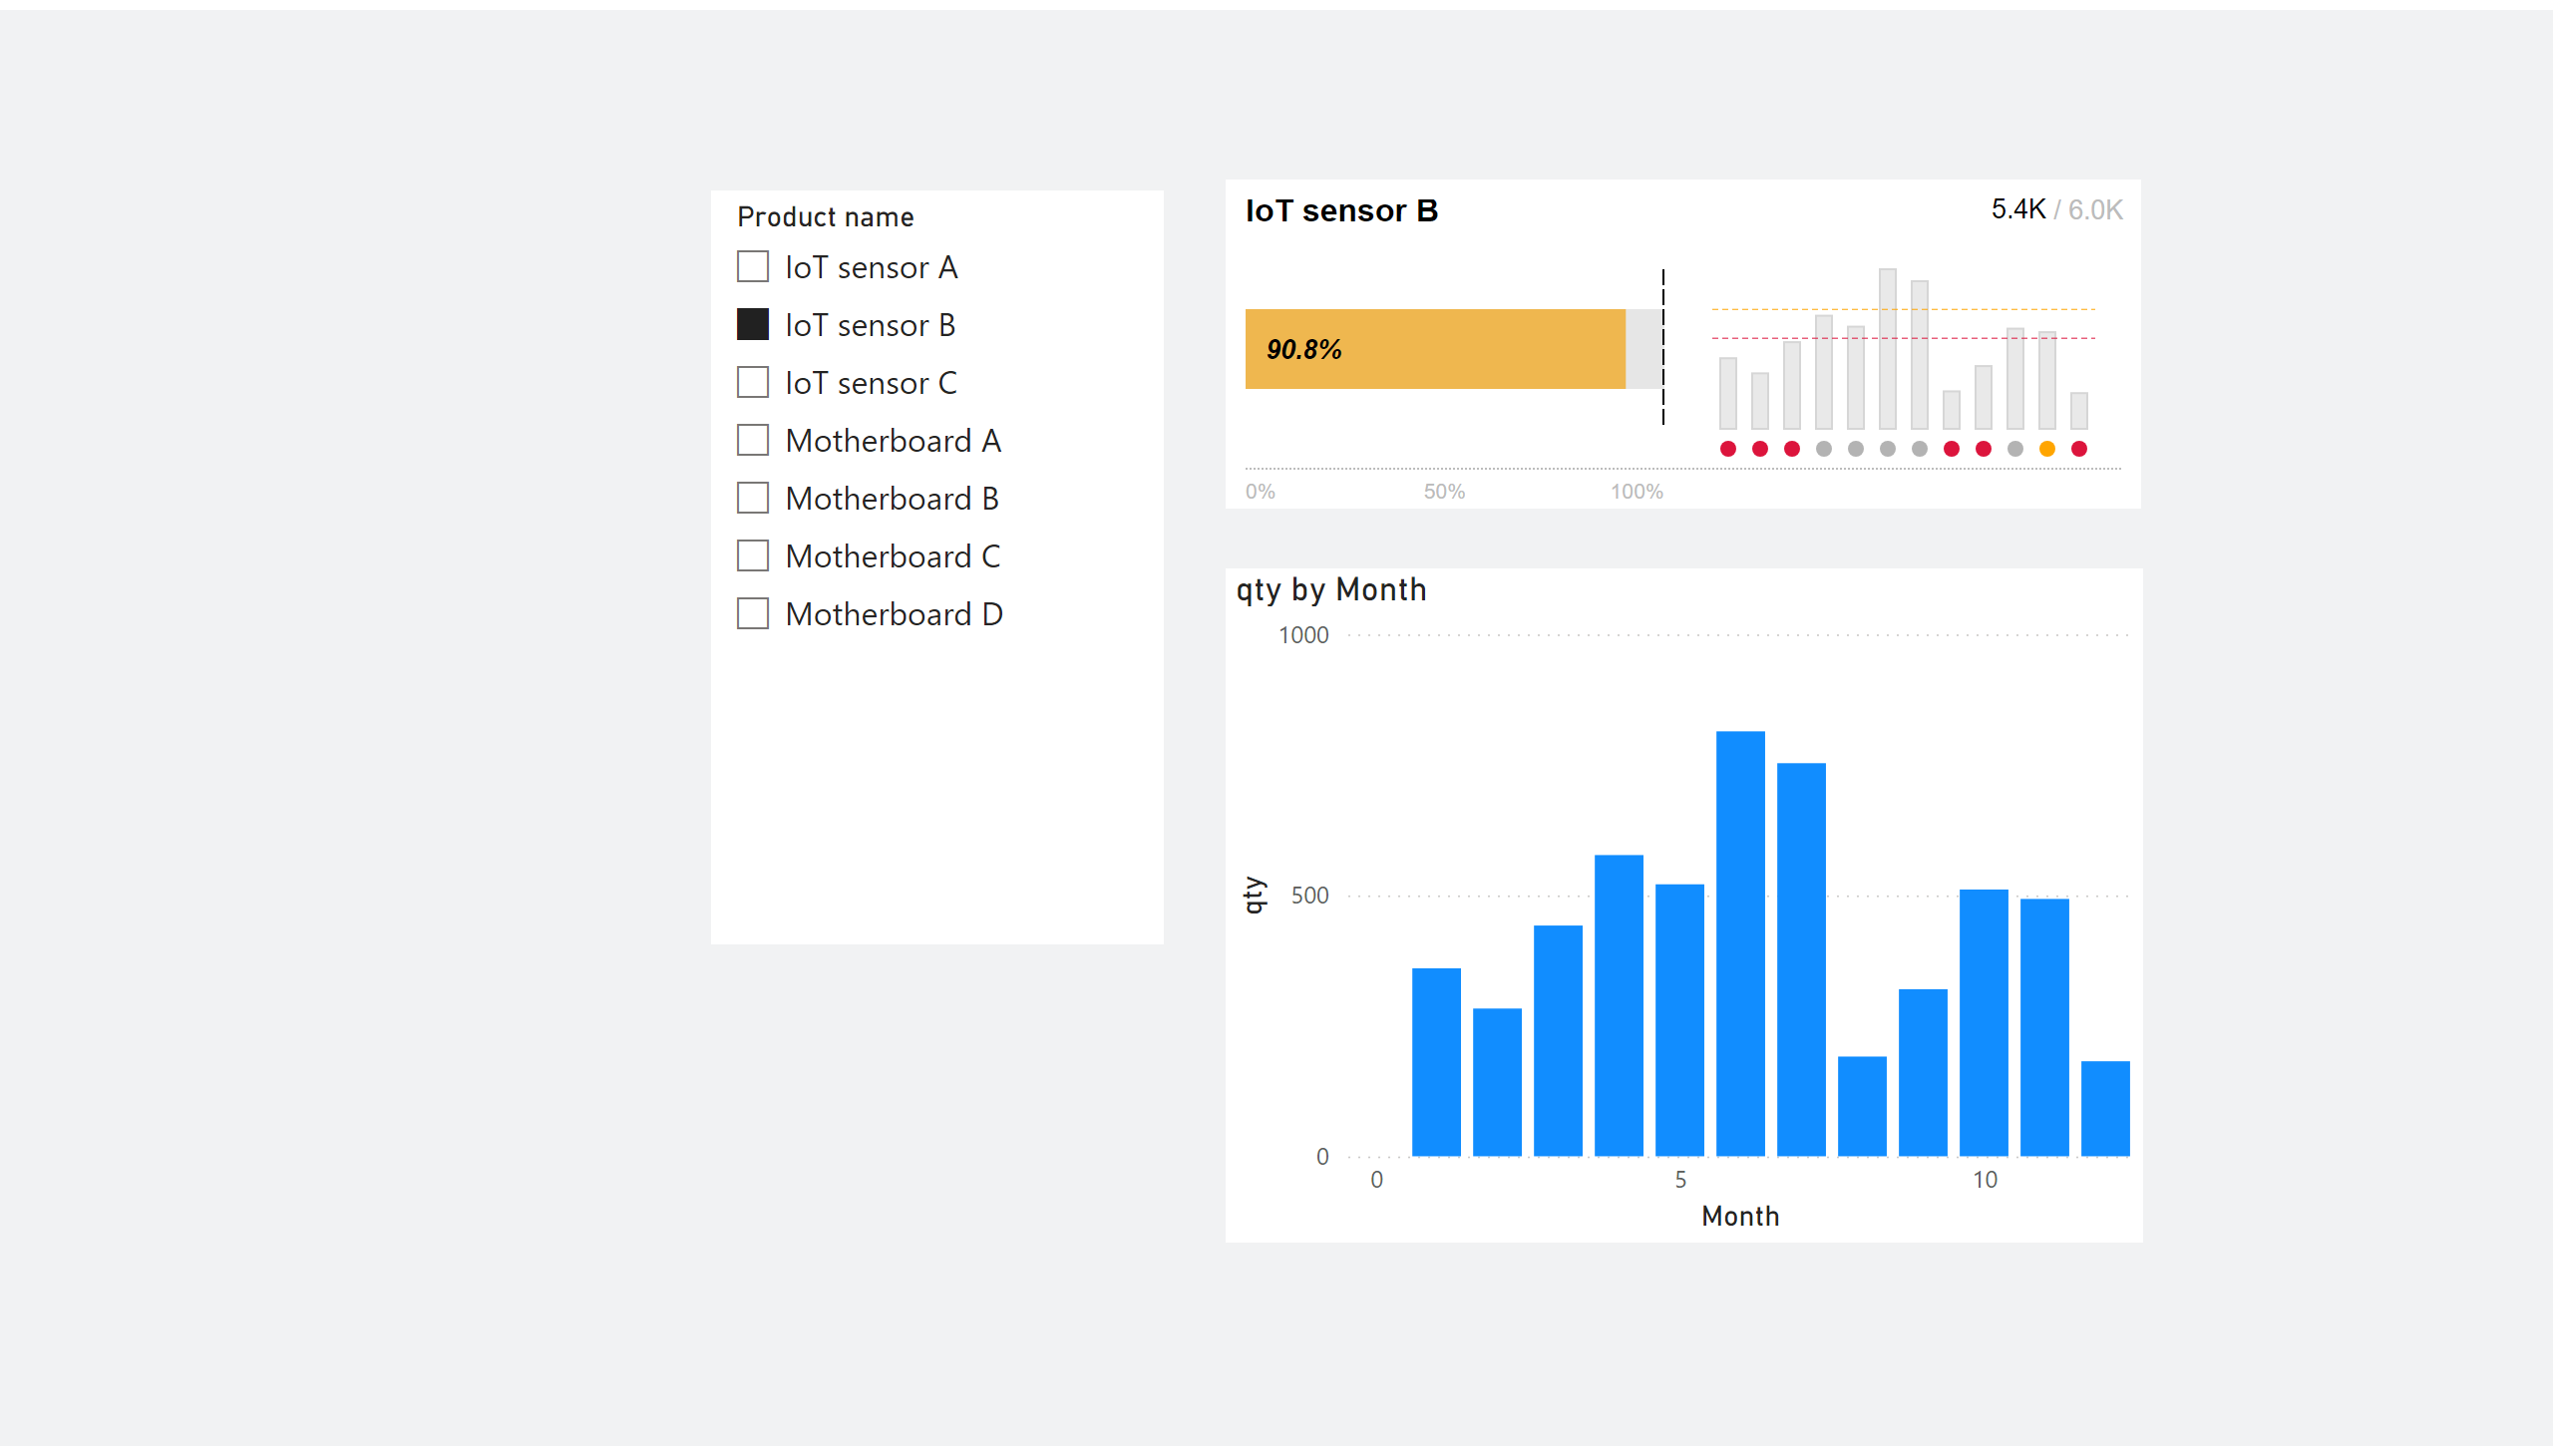 Product name
IoT sensor A
IoT sensor B
IoT sensor C
Motherboard A
Motherboard B
Motherboard C
Motherboard D
IoT sensor B
5.4K / 6.0K
90.8%
0% 50% 100%
qty by Month
1000
500
0
qty
0 5 10
Month